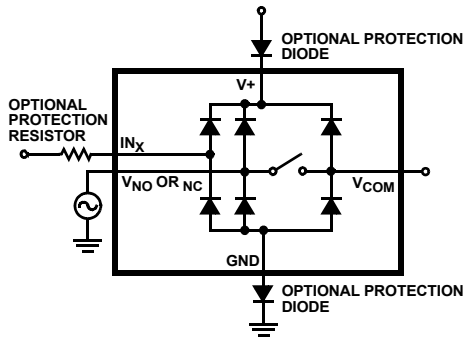 OPTIONAL PROTECTION
DIODE
V+
OPTIONAL
PROTECTION
RESISTOR
INX
VNO OR NC
VCOM
GND
OPTIONAL PROTECTION
DIODE